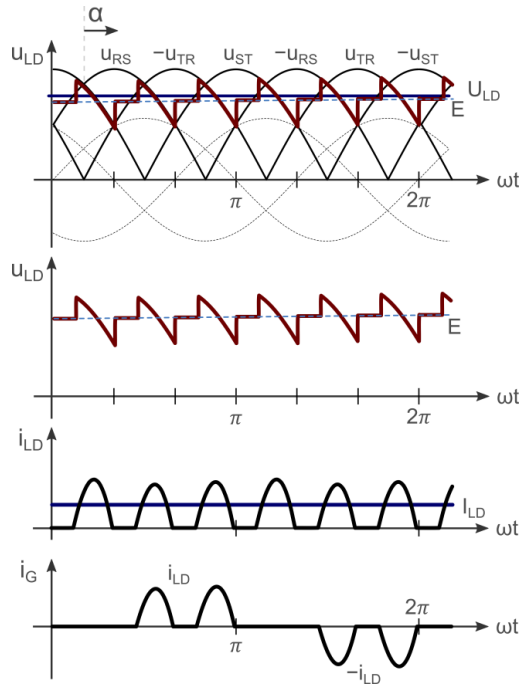 α
u_LD u_RS −u_TR u_ST −u_RS u_TR −u_ST
U_LD
E
π 2π ωt
u_LD
E
π 2π ωt
i_LD
I_LD
ωt
i_G i_LD 2π
π ωt
−i_LD